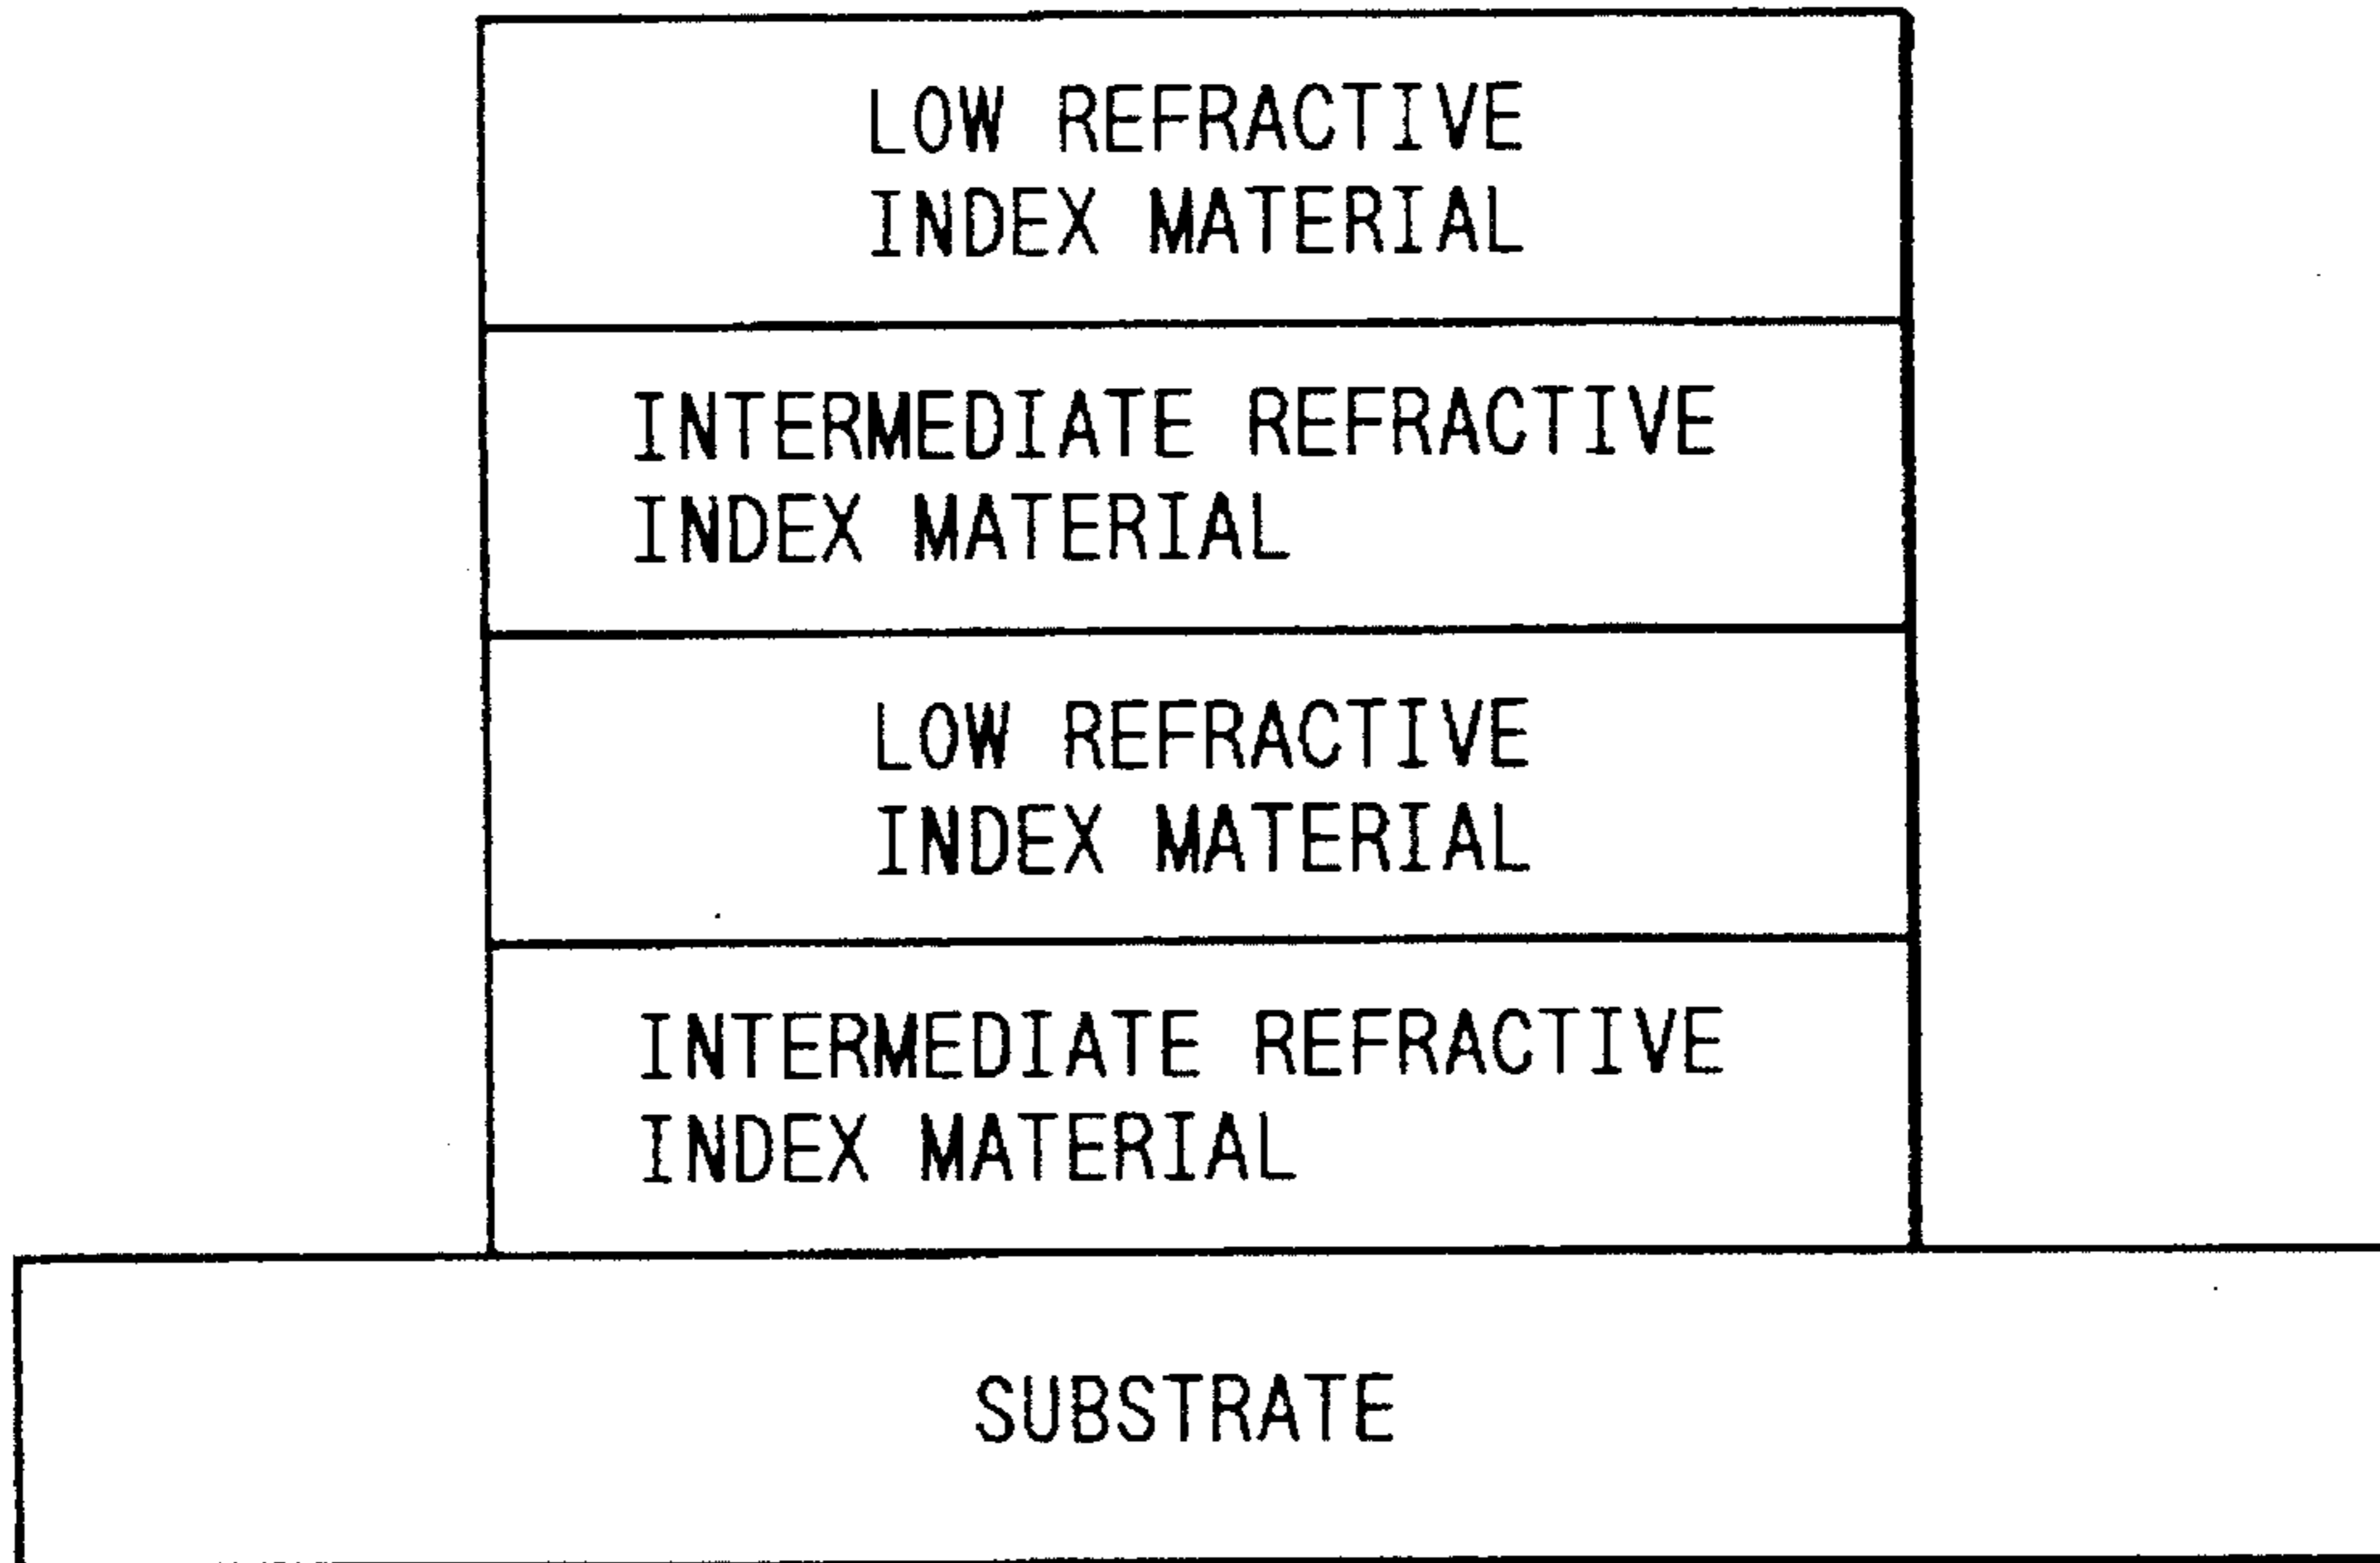 LOW REFRACTIVE
INDEX MATERIAL
INTERMEDIATE REFRACTIVE
INDEX MATERIAL
LOW REFRACTIVE
INDEX MATERIAL
INTERMEDIATE REFRACTIVE
INDEX MATERIAL
SUBSTRATE